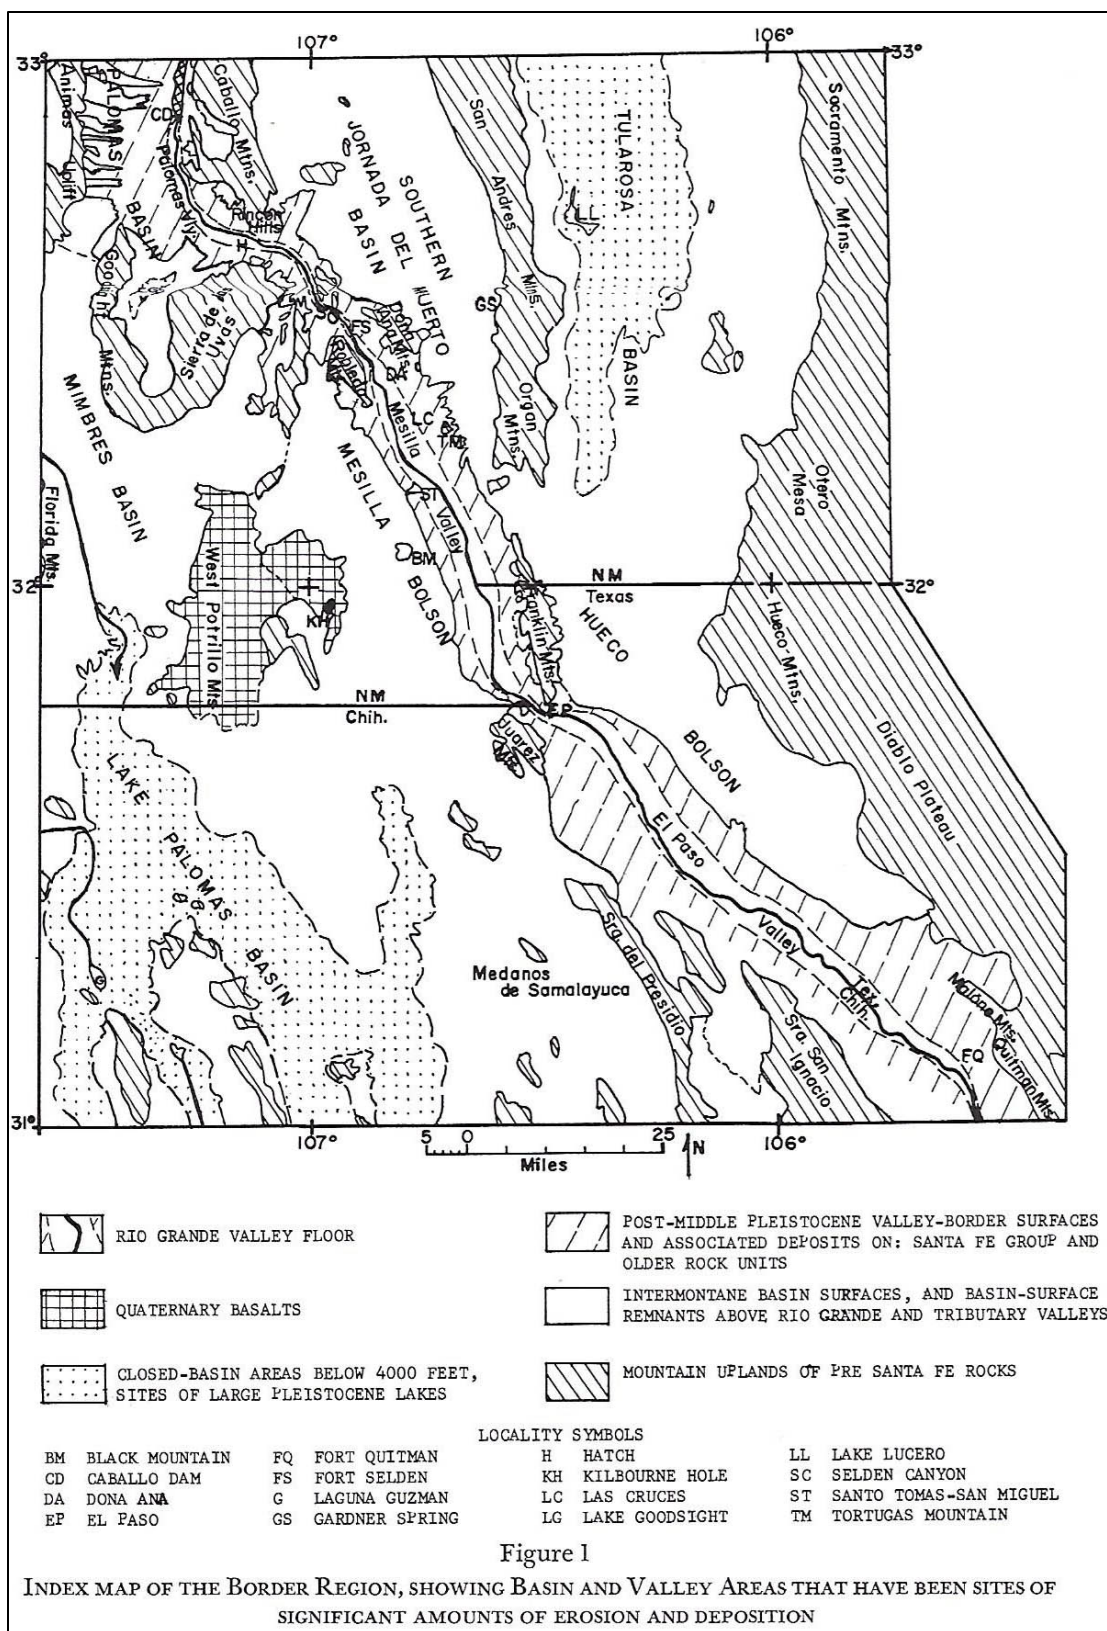 107°
106°
33°
33°
Animas
Uplift
PALOMAS
BASIN
CD
Palomas Vly.
Caballo
Mtns.
Rincon
Hills
H
JORNADA
DEL
MUERTO
BASIN
SOUTHERN
San
Andres
Mns.
TULAROSA
BASIN
LL
Sacramento
Mtns.
Goodsight
Mtns.
Sierra de
Uvas
GS
FS
Dona
Ana Mts.
Robledo
Mesilla
Valley
LC
TM
Organ
Mtns.
MIMBRES
BASIN
MESILLA
BOLSON
ST
BM
Otero
Mesa
Florida Mts.
West Potrillo Mts.
KH
32°
32°
NM
Texas
Franklin Mts.
HUECO
BOLSON
Hueco Mtns.
Diablo Plateau
NM
Chih.
EP
Juarez
Mts.
LAKE
PALOMAS
BASIN
G
El Paso
Valley
Tex.
Chih.
Medanos
de Samalayuca
Sra. del Presidio
Sra. San
Ignacio
Malone Mts.
Quitman Mts.
FQ
31°
107°
5 0 25
Miles
N
106°
RIO GRANDE VALLEY FLOOR
QUATERNARY BASALTS
CLOSED-BASIN AREAS BELOW 4000 FEET,
SITES OF LARGE PLEISTOCENE LAKES
POST-MIDDLE PLEISTOCENE VALLEY-BORDER SURFACES
AND ASSOCIATED DEPOSITS ON: SANTA FE GROUP AND
OLDER ROCK UNITS
INTERMONTANE BASIN SURFACES, AND BASIN-SURFACE
REMNANTS ABOVE RIO GRANDE AND TRIBUTARY VALLEYS
MOUNTAIN UPLANDS OF PRE SANTA FE ROCKS
LOCALITY SYMBOLS
BM BLACK MOUNTAIN
CD CABALLO DAM
DA DONA ANA
EP EL PASO
FQ FORT QUITMAN
FS FORT SELDEN
G LAGUNA GUZMAN
GS GARDNER SPRING
H HATCH
KH KILBOURNE HOLE
LC LAS CRUCES
LG LAKE GOODSIGHT
LL LAKE LUCERO
SC SELDEN CANYON
ST SANTO TOMAS-SAN MIGUEL
TM TORTUGAS MOUNTAIN
Figure 1
INDEX MAP OF THE BORDER REGION, SHOWING BASIN AND VALLEY AREAS THAT HAVE BEEN SITES OF
SIGNIFICANT AMOUNTS OF EROSION AND DEPOSITION